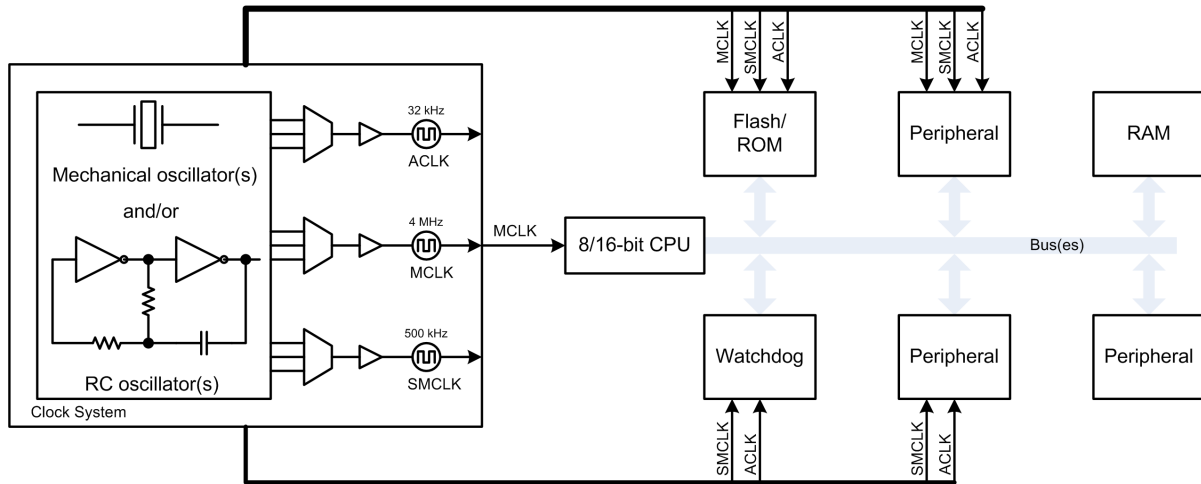 MCLK
SMCLK
ACLK
MCLK
SMCLK
ACLK
32 kHz
ACLK
Mechanical oscillator(s)
and/or
RC oscillator(s)
4 MHz
MCLK
500 kHz
SMCLK
Clock System
MCLK
8/16-bit CPU
Flash/
ROM
Peripheral
RAM
Bus(es)
Watchdog
Peripheral
Peripheral
SMCLK
ACLK
SMCLK
ACLK